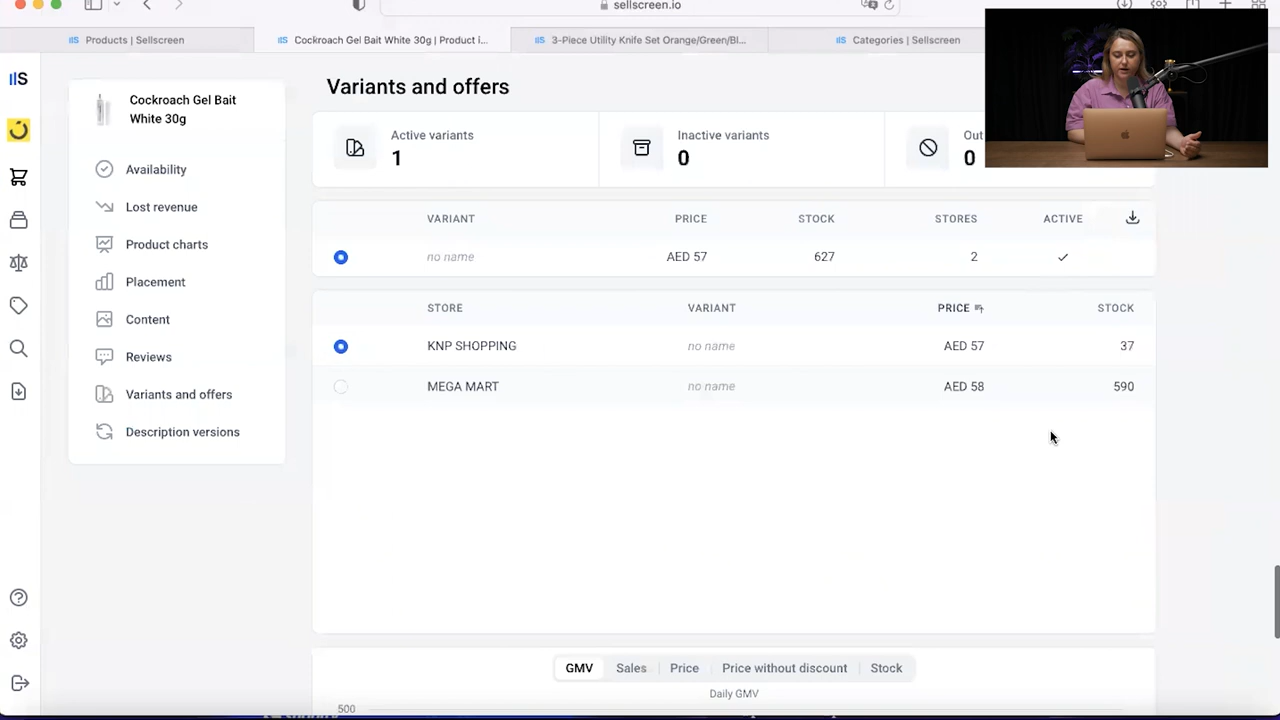 sellscreen.io
Products | Sellscreen
Cockroach Gel Bait White 30g | Product i...
3-Piece Utility Knife Set Orange/Green/Bl...
Categories | Sellscreen
Cockroach Gel Bait
White 30g
Availability
Lost revenue
Product charts
Placement
Content
Reviews
Variants and offers
Description versions
Variants and offers
Active variants
1
Inactive variants
0
Out
0
VARIANT PRICE STOCK STORES ACTIVE
no name AED 57 627 2
STORE VARIANT PRICE STOCK
KNP SHOPPING no name AED 57 37
MEGA MART no name AED 58 590
GMV Sales Price Price without discount Stock
Daily GMV
500